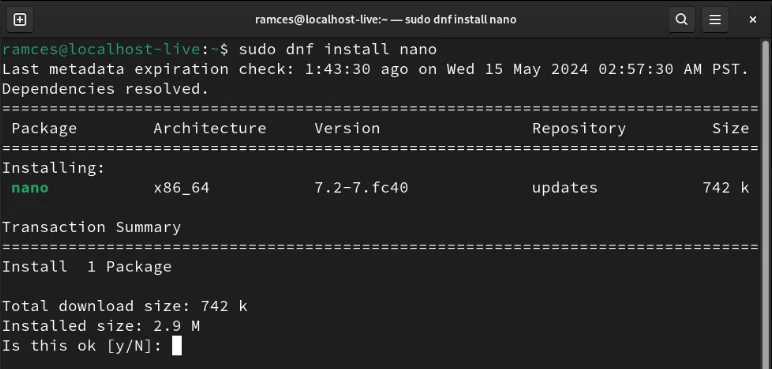 ramces@localhost-live:~ — sudo dnf install nano
ramces@localhost-live:~$ sudo dnf install nano
Last metadata expiration check: 1:43:30 ago on Wed 15 May 2024 02:57:30 AM PST.
Dependencies resolved.
================================================================================
Package Architecture Version Repository Size
================================================================================
Installing:
nano x86_64 7.2-7.fc40 updates 742 k
Transaction Summary
================================================================================
Install 1 Package
Total download size: 742 k
Installed size: 2.9 M
Is this ok [y/N]: